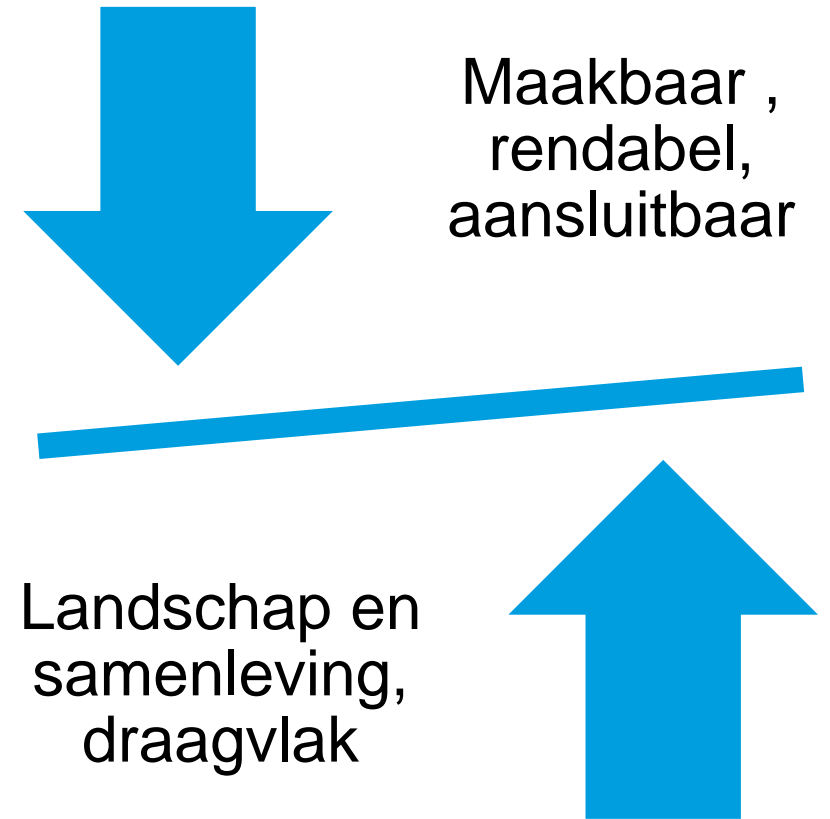 Maakbaar ,
rendabel,
aansluitbaar
Landschap en
samenleving,
draagvlak